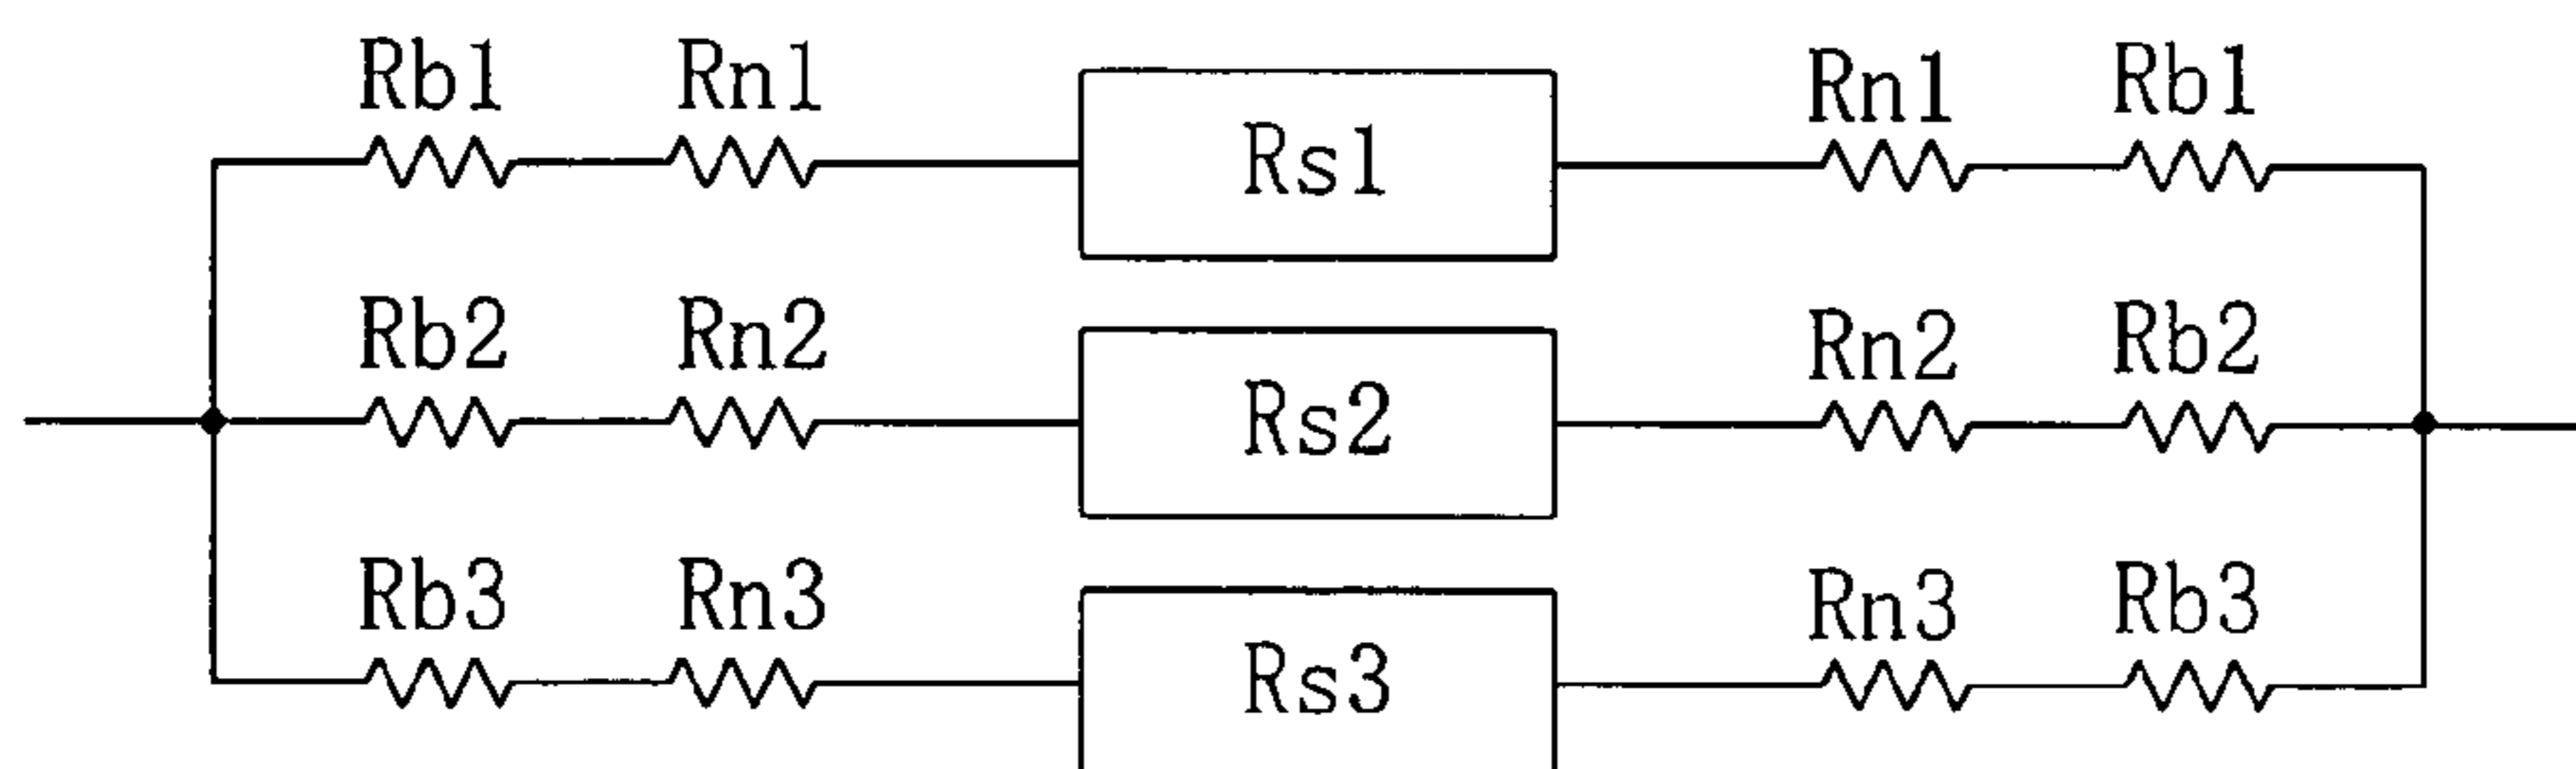 Rb1 Rn1 Rs1 Rn1 Rb1
Rb2 Rn2 Rs2 Rn2 Rb2
Rb3 Rn3 Rs3 Rn3 Rb3